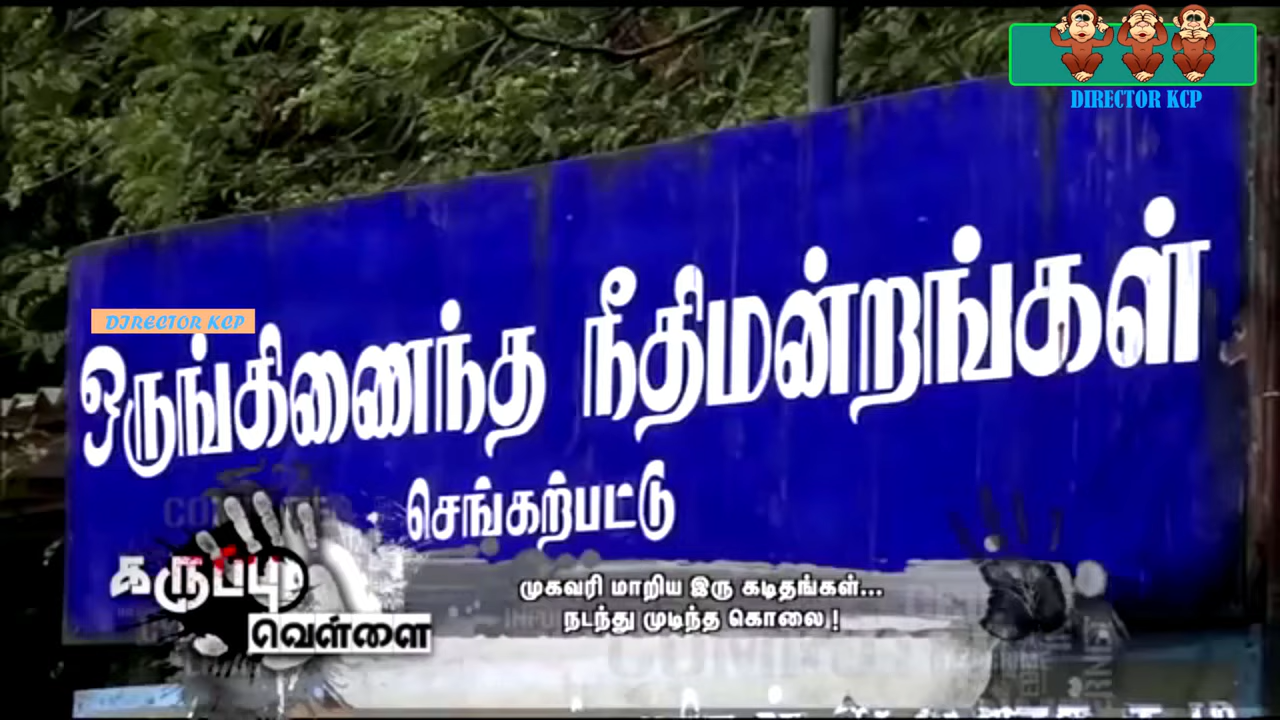 DIRECTOR KCP
DIRECTOR KCP
ஒருங்கிணைந்த நீதிமன்றங்கள்
செங்கற்பட்டு
கருப்பு
வெள்ளை
முகவரி மாறிய இரு கடிதங்கள்...
நடந்து முடிந்த கொலை!